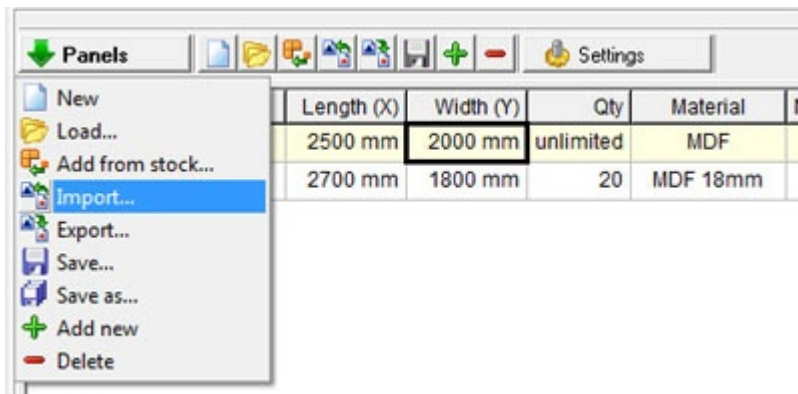 Panels Settings
New
Load...
Add from stock...
Import...
Export...
Save...
Save as...
Add new
Delete
Length (X) Width (Y) Qty Material
2500 mm 2000 mm unlimited MDF
2700 mm 1800 mm 20 MDF 18mm